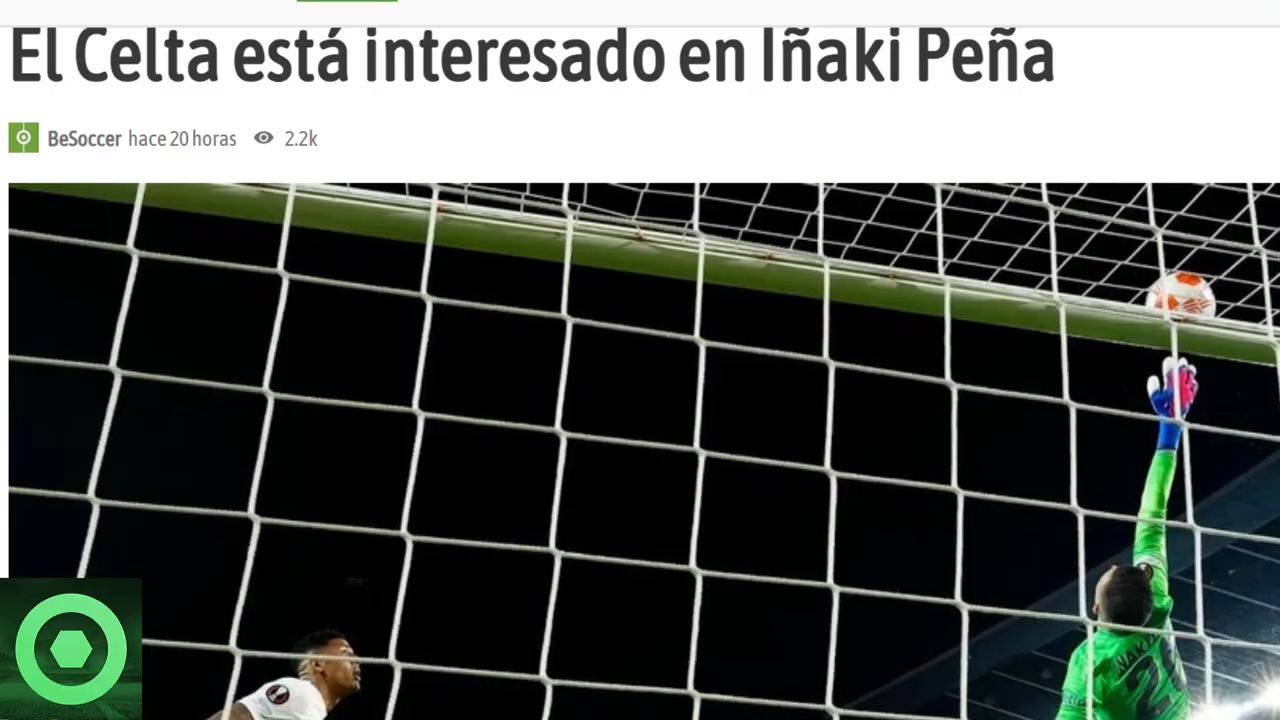 El Celta está interesado en Iñaki Peña
BeSoccer hace 20 horas 2.2k